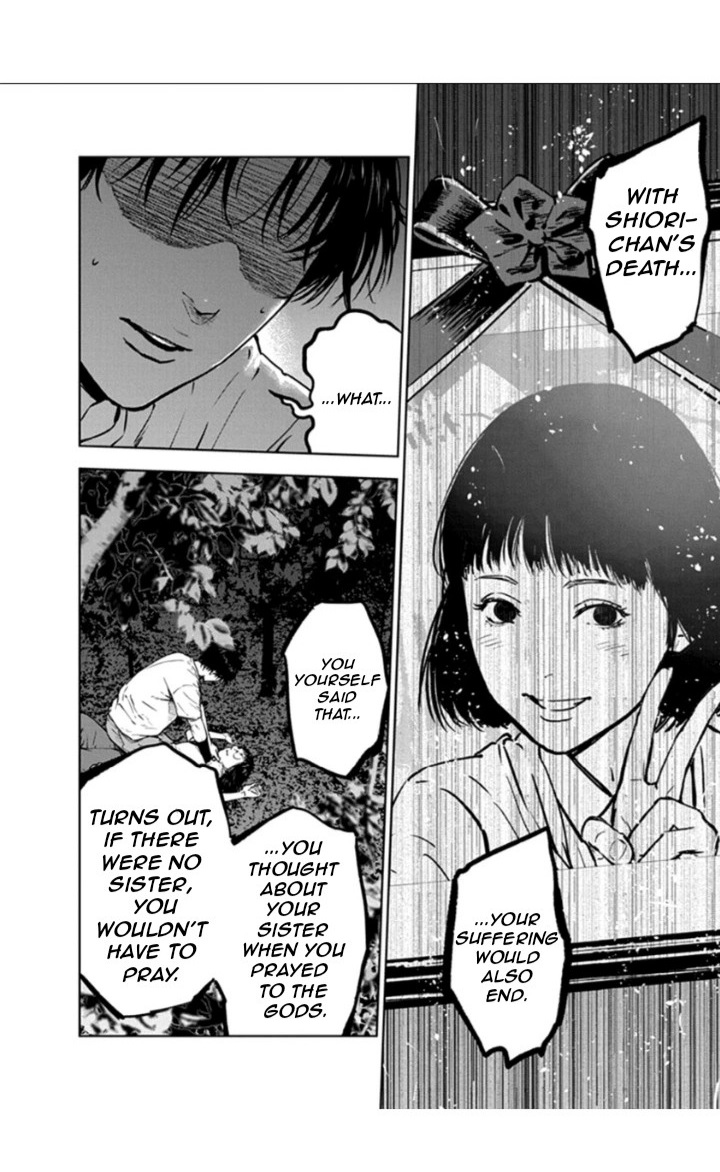 WITH
SHIORI-
CHAN'S
DEATH...
...YOUR
SUFFERING
WOULD
ALSO
END.
...WHAT...
YOU
YOURSELF
SAID
THAT...
...YOU
THOUGHT
ABOUT
YOUR
SISTER
WHEN YOU
PRAYED
TO THE
GODS.
TURNS OUT,
IF THERE
WERE NO
SISTER,
YOU
WOULDN'T
HAVE TO
PRAY.